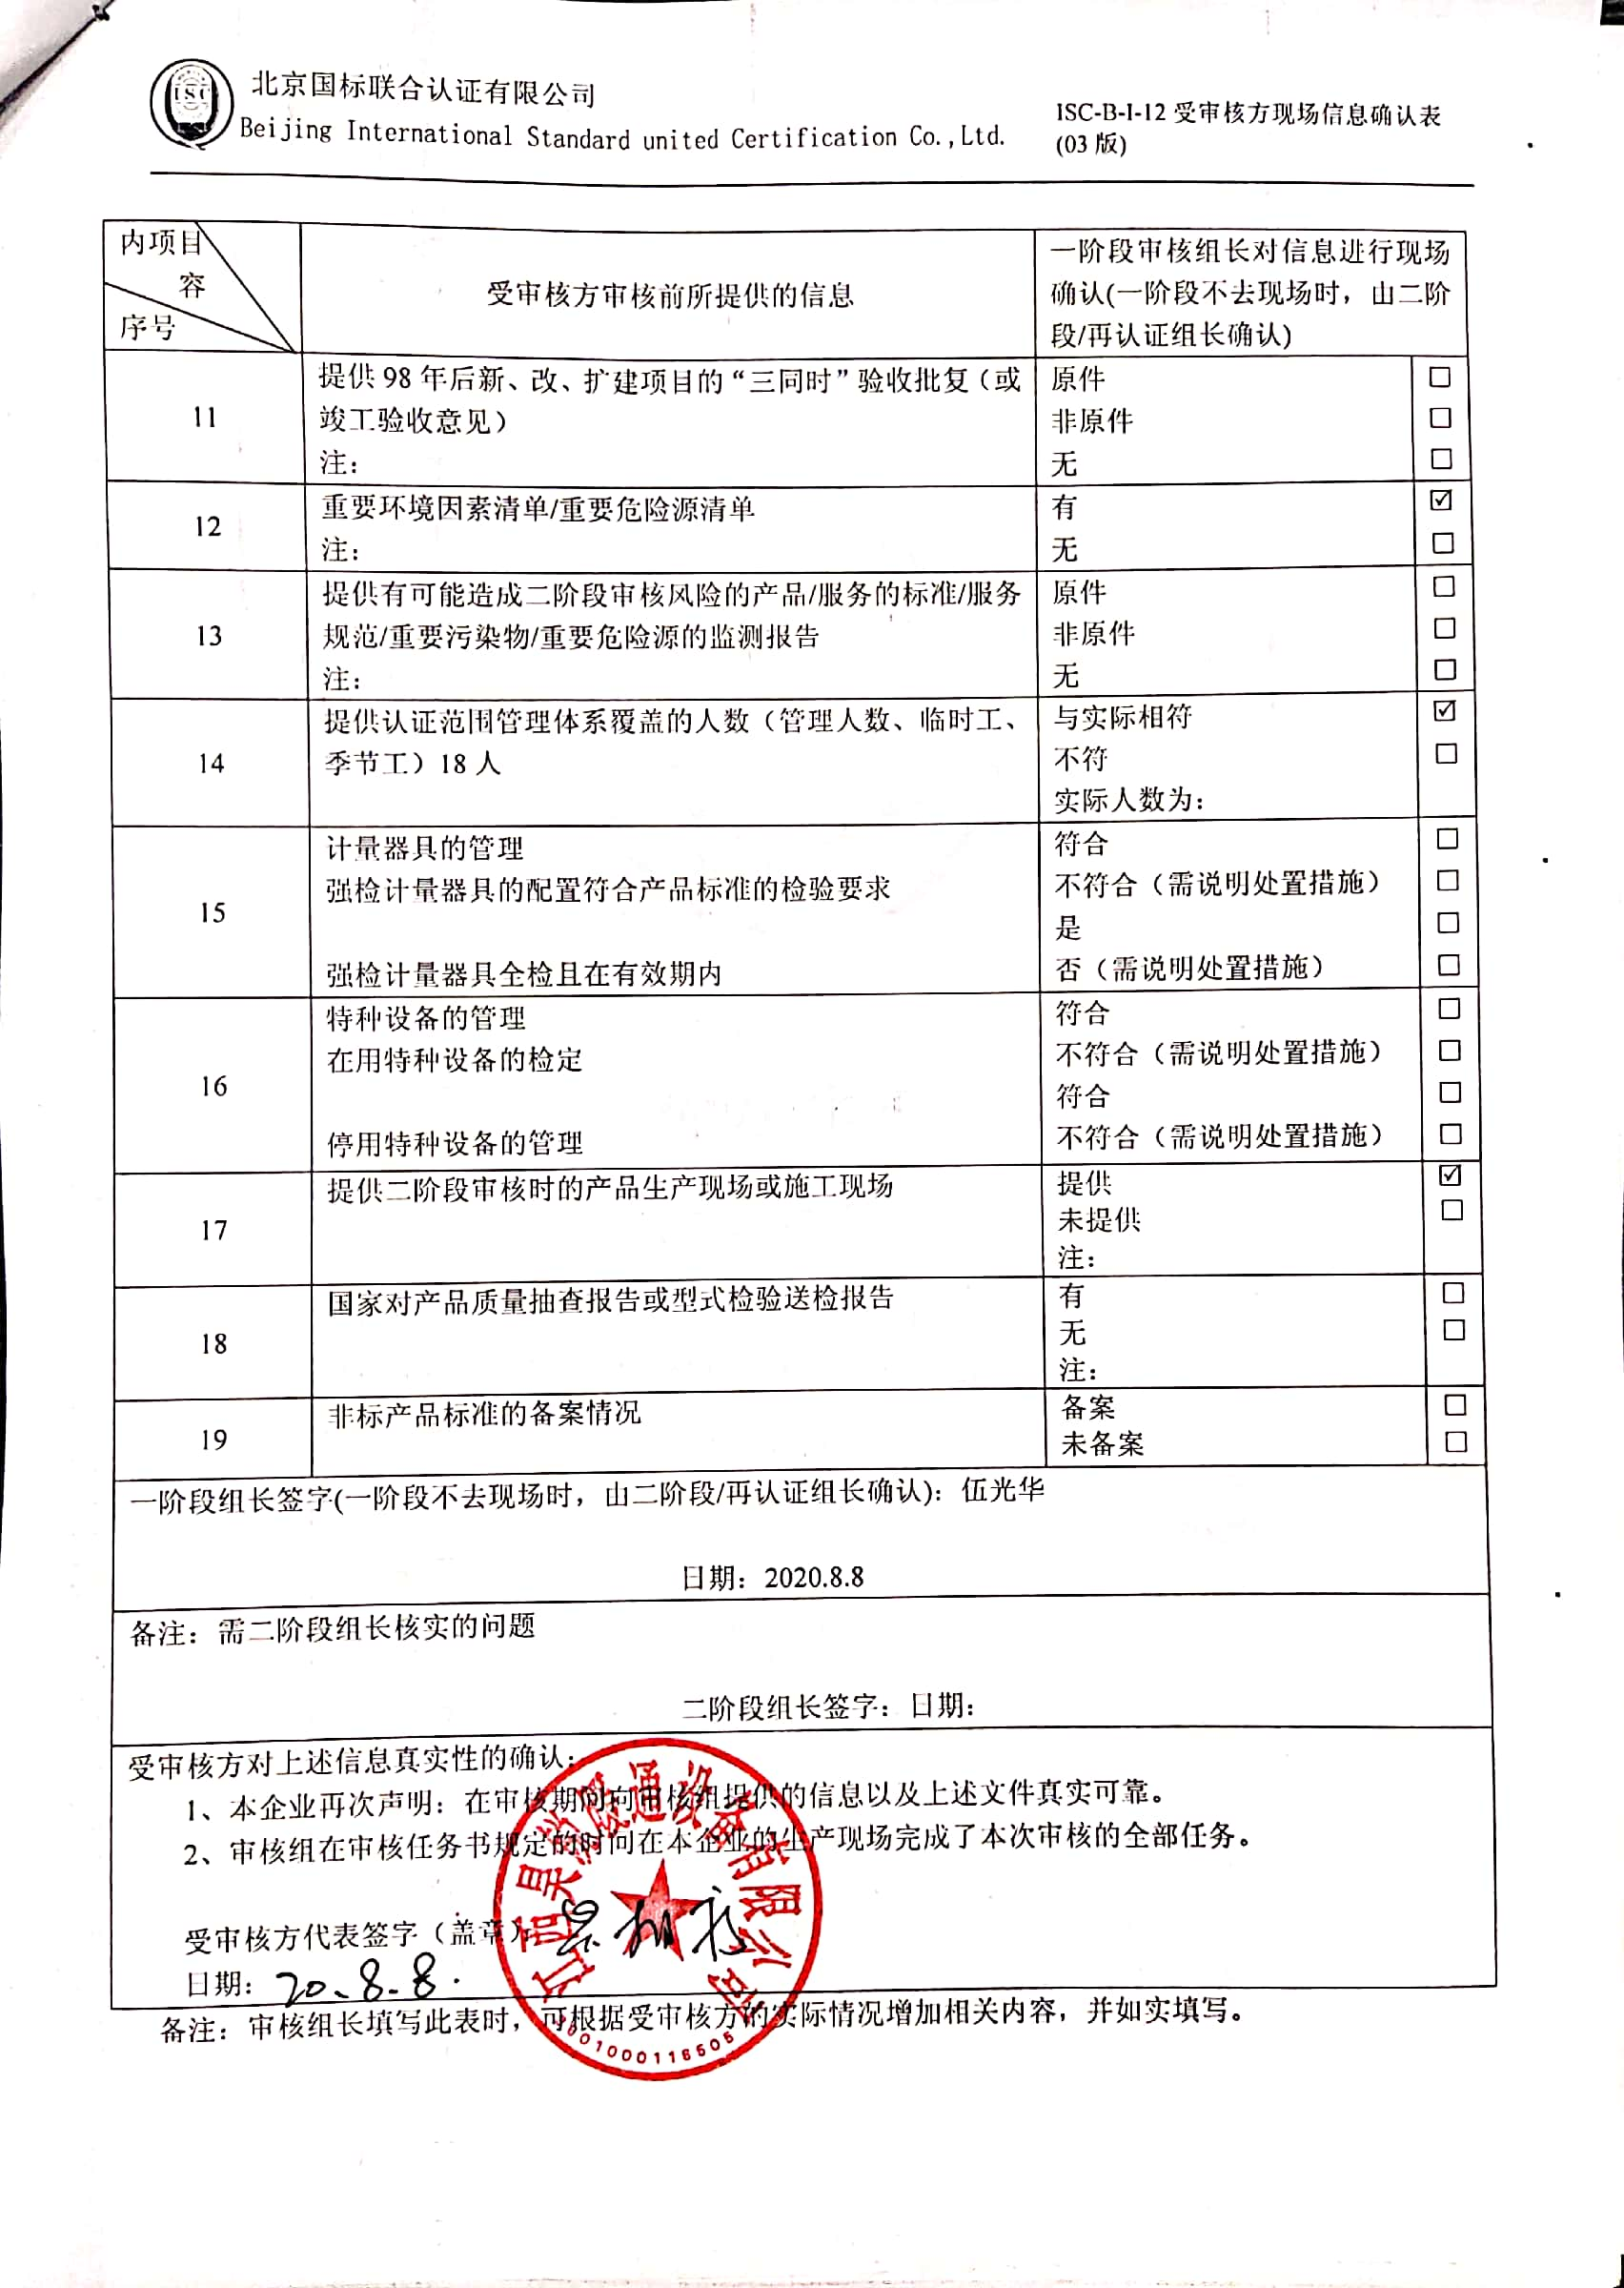 ISC
北京国标联合认证有限公司
Beijing International Standard united Certification Co.,Ltd.
ISC-B-I-12 受审核方现场信息确认表
(03 版)
内项目
容
序号
受审核方审核前所提供的信息
一阶段审核组长对信息进行现场
确认(一阶段不去现场时，由二阶
段/再认证组长确认)
11
提供 98 年后新、改、扩建项目的“三同时”验收批复（或
竣工验收意见）
注：
原件 □
非原件 □
无 □
12
重要环境因素清单/重要危险源清单
注：
有 ☑
无 □
13
提供有可能造成二阶段审核风险的产品/服务的标准/服务
规范/重要污染物/重要危险源的监测报告
注：
原件 □
非原件 □
无 □
14
提供认证范围管理体系覆盖的人数（管理人数、临时工、
季节工）18 人
与实际相符 ☑
不符 □
实际人数为：
15
计量器具的管理
强检计量器具的配置符合产品标准的检验要求
强检计量器具全检且在有效期内
符合 □
不符合（需说明处置措施） □
是 □
否（需说明处置措施） □
16
特种设备的管理
在用特种设备的检定
停用特种设备的管理
符合 □
不符合（需说明处置措施） □
符合 □
不符合（需说明处置措施） □
17
提供二阶段审核时的产品生产现场或施工现场
提供 ☑
未提供 □
注：
18
国家对产品质量抽查报告或型式检验送检报告
有 □
无 □
注：
19
非标产品标准的备案情况
备案 □
未备案 □
一阶段组长签字(一阶段不去现场时，由二阶段/再认证组长确认)：伍光华
日期：2020.8.8
备注：需二阶段组长核实的问题
二阶段组长签字：日期：
受审核方对上述信息真实性的确认：
1、本企业再次声明：在审核期间向审核组提供的信息以及上述文件真实可靠。
2、审核组在审核任务书规定的时间在本企业的生产现场完成了本次审核的全部任务。
受审核方代表签字（盖章）
日期：20.8.8.
备注：审核组长填写此表时，可根据受审核方的实际情况增加相关内容，并如实填写。